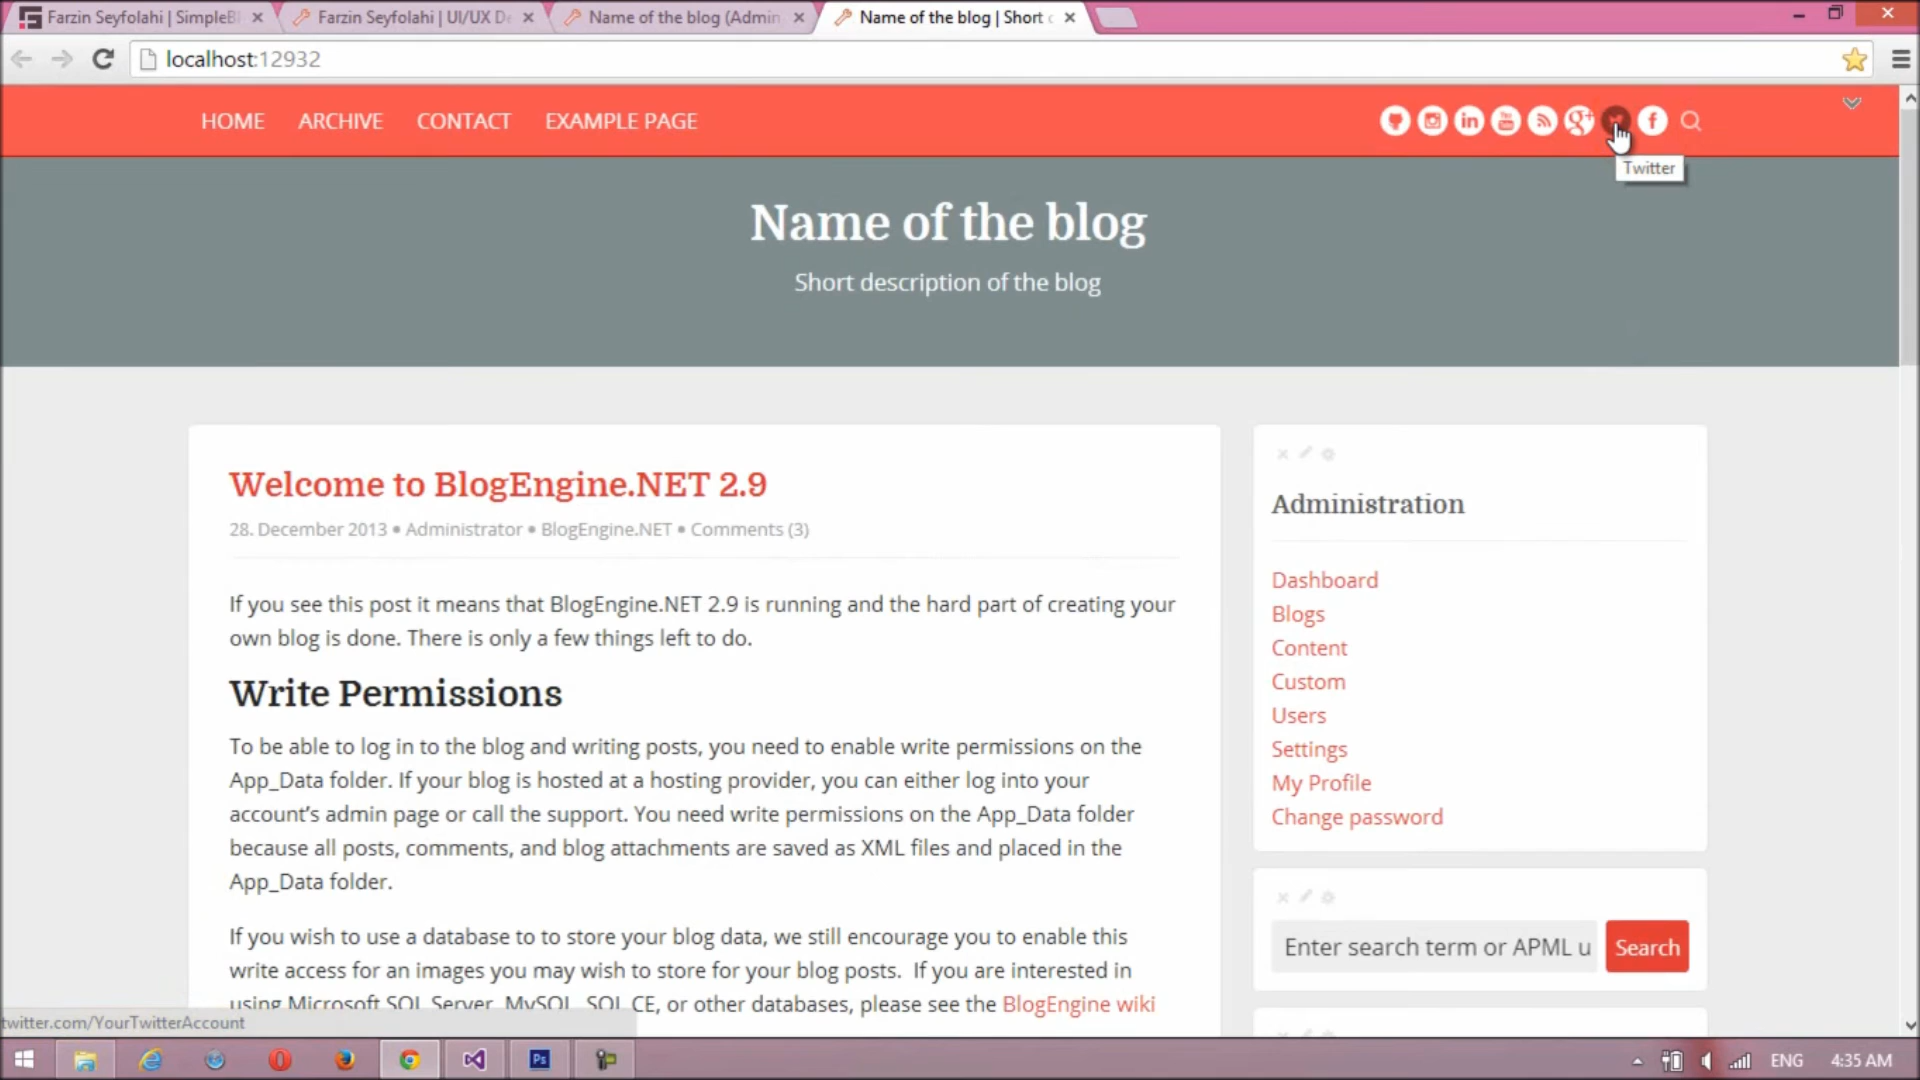 Farzin Seyfolahi | SimpleBl
Farzin Seyfolahi | UI/UX De
Name of the blog (Admin
Name of the blog | Short
localhost:12932
HOME
ARCHIVE
CONTACT
EXAMPLE PAGE
Twitter
Name of the blog
Short description of the blog
Welcome to BlogEngine.NET 2.9
28. December 2013 • Administrator • BlogEngine.NET • Comments (3)
If you see this post it means that BlogEngine.NET 2.9 is running and the hard part of creating your
own blog is done. There is only a few things left to do.
Write Permissions
To be able to log in to the blog and writing posts, you need to enable write permissions on the
App_Data folder. If your blog is hosted at a hosting provider, you can either log into your
account’s admin page or call the support. You need write permissions on the App_Data folder
because all posts, comments, and blog attachments are saved as XML files and placed in the
App_Data folder.
If you wish to use a database to to store your blog data, we still encourage you to enable this
write access for an images you may wish to store for your blog posts. If you are interested in
using Microsoft SQL Server, MySQL, SQL CE, or other databases, please see the BlogEngine wiki
Administration
Dashboard
Blogs
Content
Custom
Users
Settings
My Profile
Change password
Enter search term or APML u
Search
twitter.com/YourTwitterAccount
ENG
4:35 AM